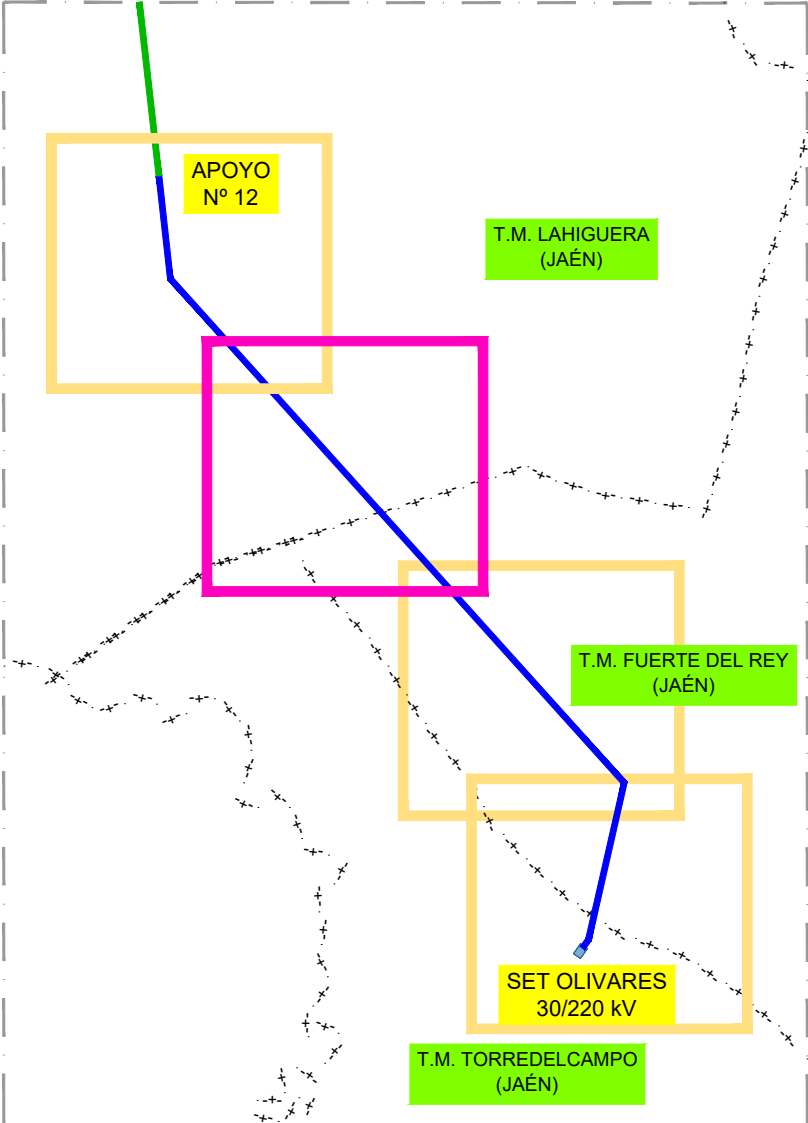 APOYO
Nº 12
T.M. LAHIGUERA
(JAÉN)
T.M. FUERTE DEL REY
(JAÉN)
SET OLIVARES
30/220 kV
T.M. TORREDELCAMPO
(JAÉN)